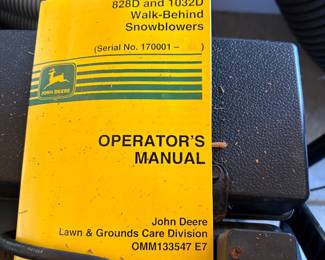 828D and 1032D
Walk-Behind
Snowblowers
(Serial No. 170001 – )
JOHN DEERE
OPERATOR'S
MANUAL
John Deere
Lawn & Grounds Care Division
OMM133547 E7